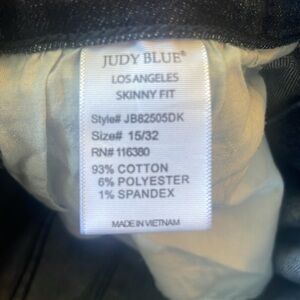 JUDY BLUE®
LOS ANGELES
SKINNY FIT
Style# JB82505DK
Size# 15/32
RN# 116380
93% COTTON
6% POLYESTER
1% SPANDEX
MADE IN VIETNAM